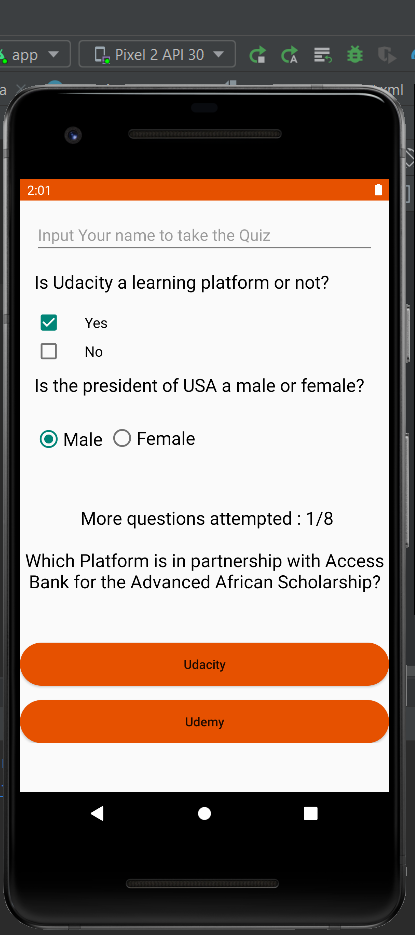 app
Pixel 2 API 30
xml
2:01
Input Your name to take the Quiz
Is Udacity a learning platform or not?
Yes
No
Is the president of USA a male or female?
Male
Female
More questions attempted : 1/8
Which Platform is in partnership with Access
Bank for the Advanced African Scholarship?
Udacity
Udemy